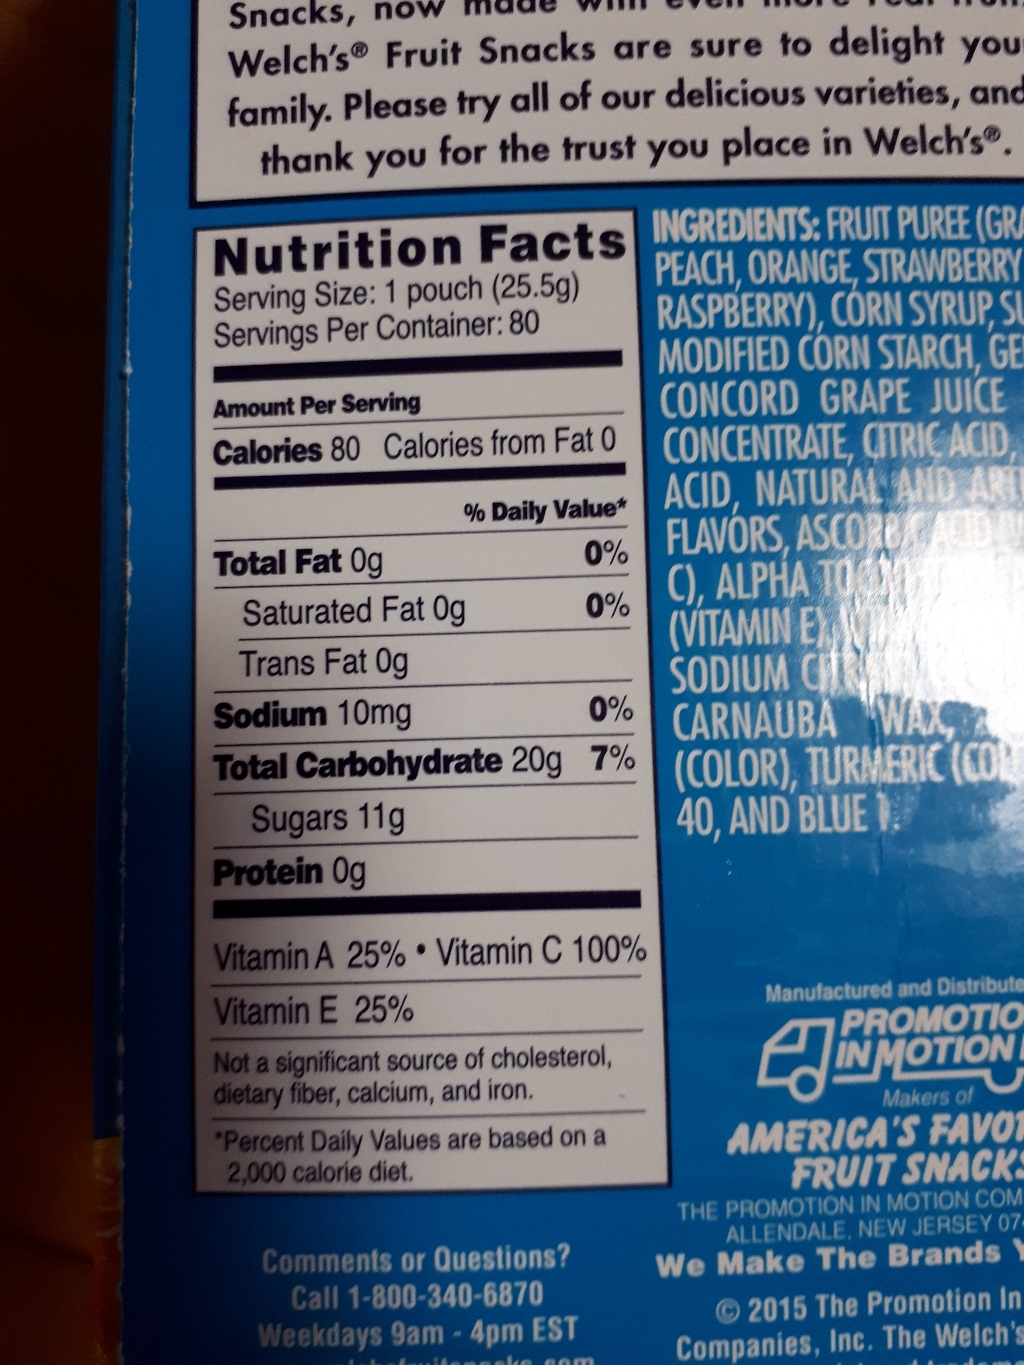 Snacks, now made with even more real
Welch's® Fruit Snacks are sure to delight
family. Please try all of our delicious varieties, and
thank you for the trust you place in Welch's®.
Nutrition Facts
Serving Size: 1 pouch (25.5g)
Servings Per Container: 80
Amount Per Serving
Calories 80 Calories from Fat 0
% Daily Value*
Total Fat 0g 0%
Saturated Fat 0g 0%
Trans Fat 0g
Sodium 10mg 0%
Total Carbohydrate 20g 7%
Sugars 11g
Protein 0g
Vitamin A 25% • Vitamin C 100%
Vitamin E 25%
Not a significant source of cholesterol,
dietary fiber, calcium, and iron.
*Percent Daily Values are based on a
2,000 calorie diet.
Comments or Questions?
Call 1-800-340-6870
Weekdays 9am - 4pm EST
INGREDIENTS: FRUIT PUREE
PEACH, ORANGE, STRAWBERRY
RASPBERRY), CORN SYRUP,
MODIFIED CORN STARCH,
CONCORD GRAPE JUICE
CONCENTRATE, CITRIC ACID,
ACID, NATURAL AND
FLAVORS, ASCORBIC ACID
C), ALPHA
(VITAMIN E),
SODIUM
CARNAUBA WAX,
(COLOR), TURMERIC
40, AND BLUE 1.
Manufactured and
PROMOTIO
IN MOTION
Makers of
AMERICA'S
FRUIT SNACKS
THE PROMOTION IN MOTION
ALLENDALE, NEW JERSEY
We Make The Brands
© 2015 The Promotion In
Companies, Inc. The Welch's